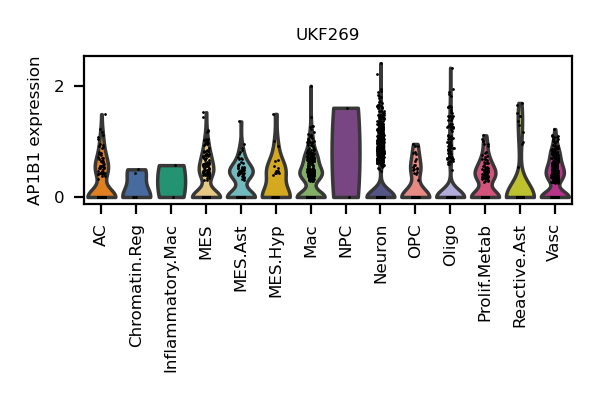 UKF269
AP1B1 expression
2
0
AC
Chromatin.Reg
Inflammatory.Mac
MES
MES.Ast
MES.Hyp
Mac
NPC
Neuron
OPC
Oligo
Prolif.Metab
Reactive.Ast
Vasc